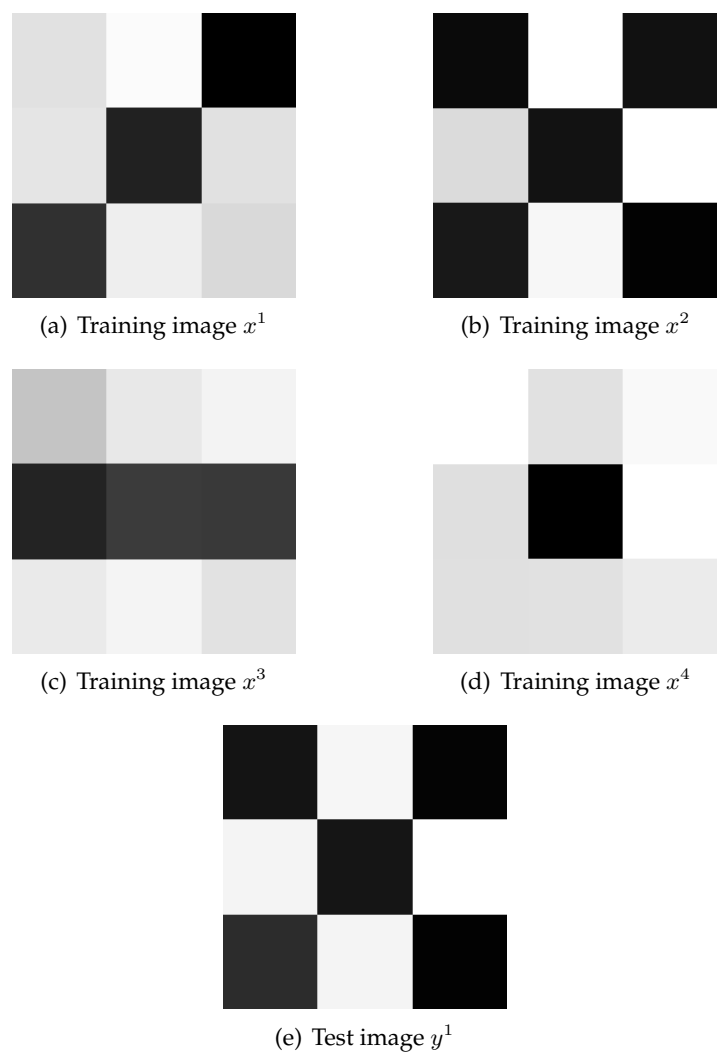 (a) Training image x¹
(b) Training image x²
(c) Training image x³
(d) Training image x⁴
(e) Test image y¹